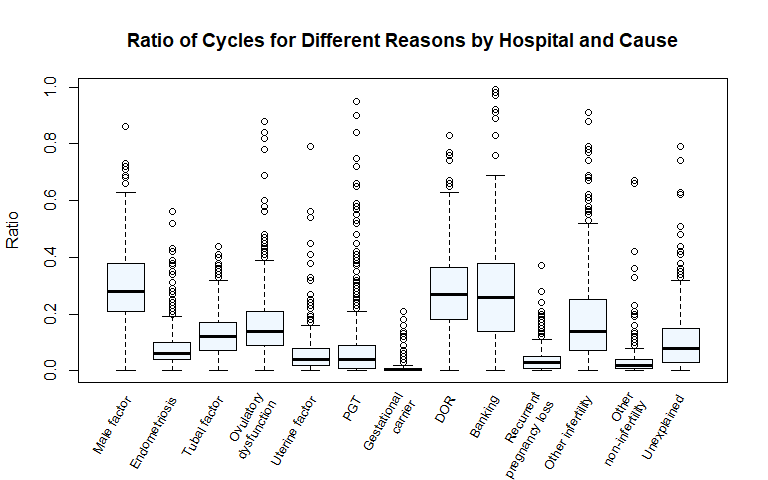 Ratio of Cycles for Different Reasons by Hospital and Cause
Ratio
1.0
0.8
0.6
0.4
0.2
0.0
Male factor
Endometriosis
Tubal factor
Ovulatory
dysfunction
Uterine factor
PGT
Gestational
carrier
DOR
Banking
Recurrent
pregnancy loss
Other infertility
Other
non-infertility
Unexplained